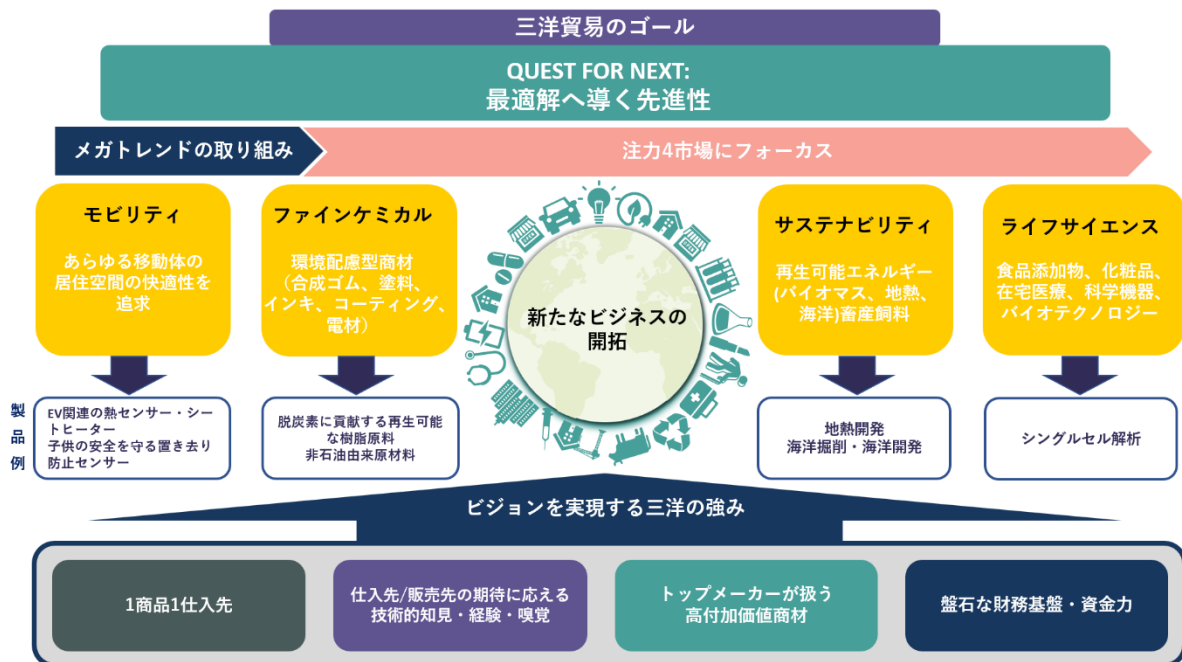 三洋貿易のゴール
QUEST FOR NEXT:
最適解へ導く先進性
メガトレンドの取り組み
注力4市場にフォーカス
モビリティ
あらゆる移動体の
居住空間の快適性を
追求
ファインケミカル
環境配慮型商材
（合成ゴム、塗料、
インキ、コーティング、
電材）
新たなビジネスの
開拓
サステナビリティ
再生可能エネルギー
(バイオマス、地熱、
海洋)畜産飼料
ライフサイエンス
食品添加物、化粧品、
在宅医療、科学機器、
バイオテクノロジー
製品例
EV関連の熱センサー・シー
トヒーター
子供の安全を守る置き去り
防止センサー
脱炭素に貢献する再生可能
な樹脂原料
非石油由来原材料
地熱開発
海洋掘削・海洋開発
シングルセル解析
ビジョンを実現する三洋の強み
1商品1仕入先
仕入先/販売先の期待に応える
技術的知見・経験・嗅覚
トップメーカーが扱う
高付加価値商材
盤石な財務基盤・資金力